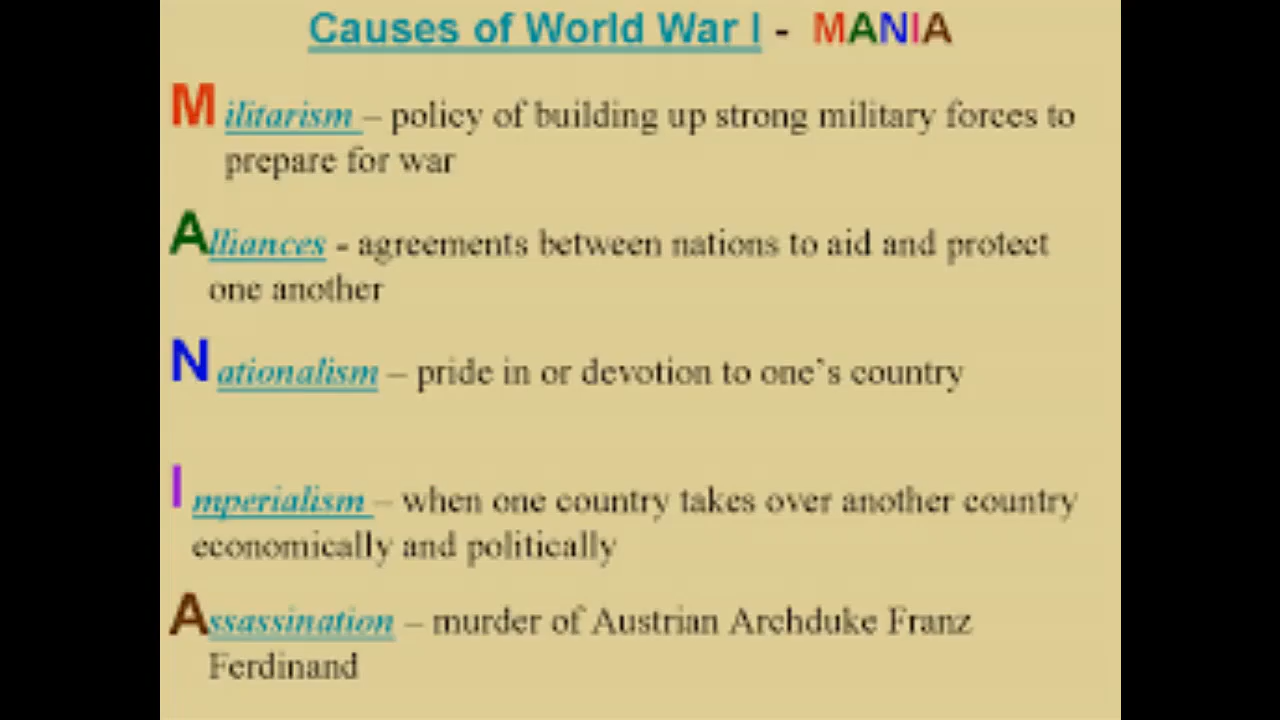 Causes of World War I - MANIA
Militarism – policy of building up strong military forces to
prepare for war
Alliances - agreements between nations to aid and protect
one another
Nationalism – pride in or devotion to one’s country
Imperialism – when one country takes over another country
economically and politically
Assassination – murder of Austrian Archduke Franz
Ferdinand